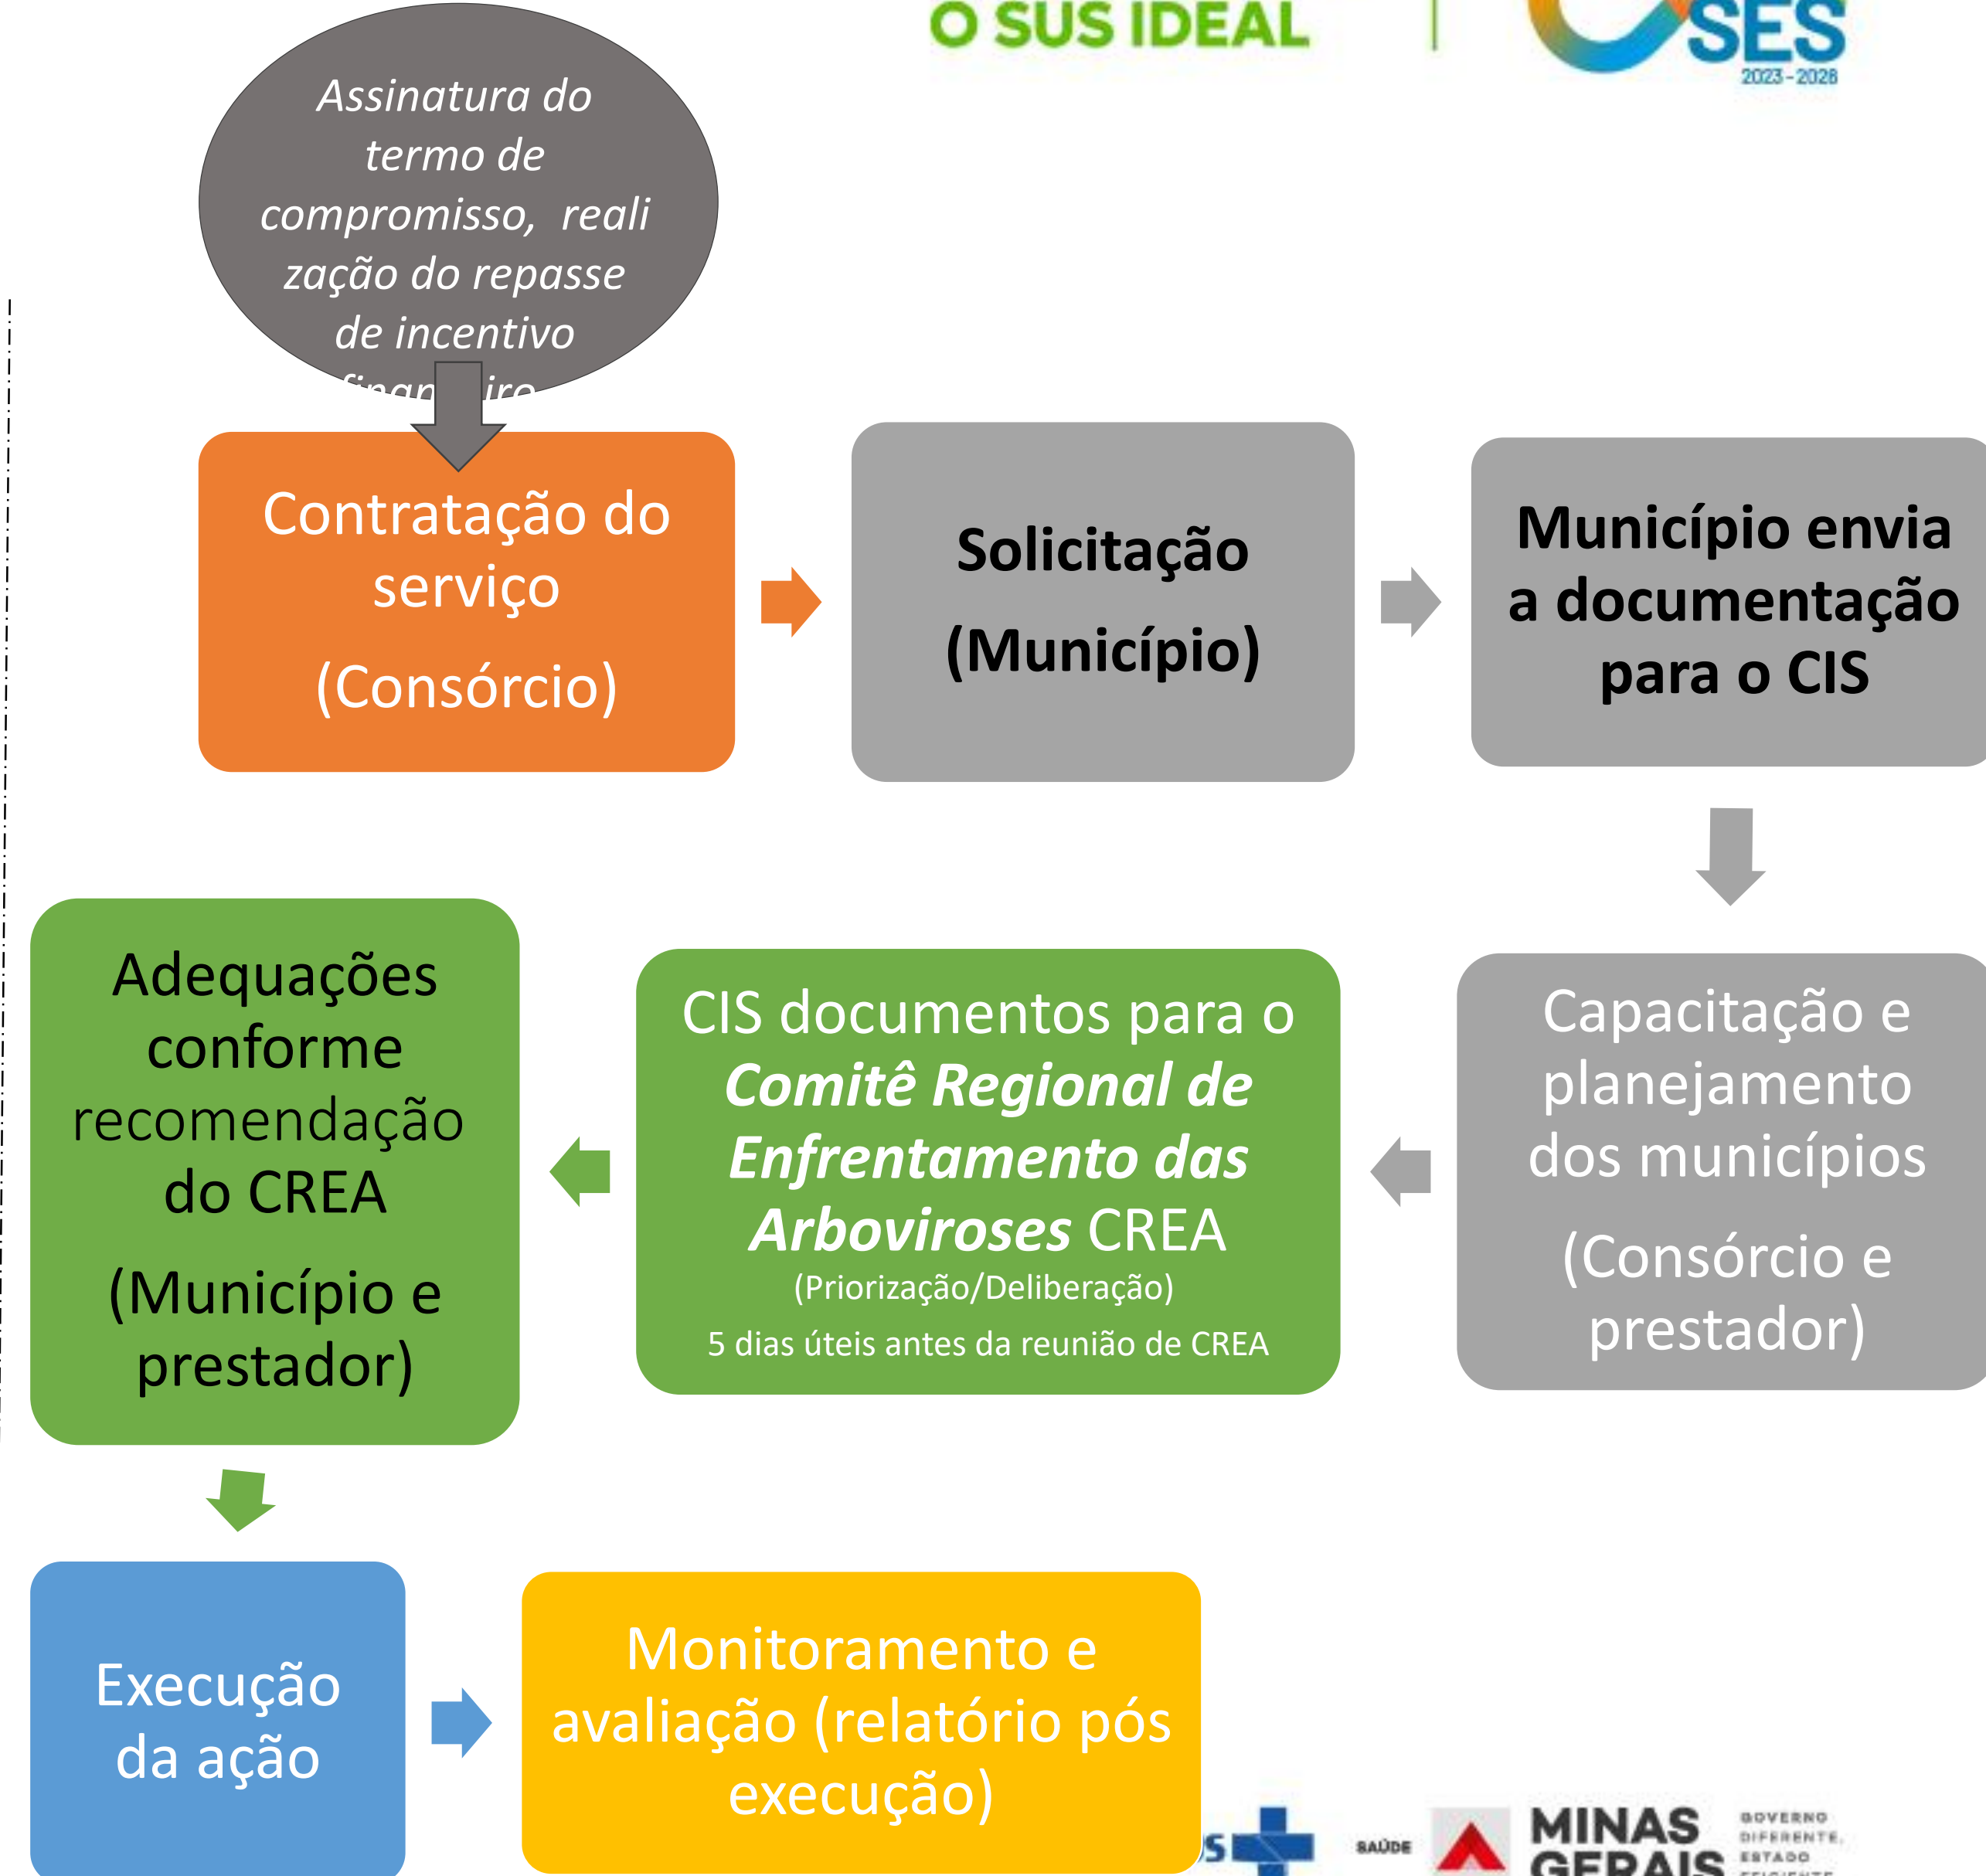 O SUS IDEAL
SES
2023-2026
Assinatura do
termo de
compromisso, reali
zação do repasse
de incentivo
Contratação do
serviço
(Consórcio)
Solicitação
(Município)
Município envia
a documentação
para o CIS
Adequações
conforme
recomendação
do CREA
(Município e
prestador)
CIS documentos para o
Comitê Regional de
Enfrentamento das
Arboviroses CREA
(Priorização/Deliberação)
5 dias úteis antes da reunião de CREA
Capacitação e
planejamento
dos municípios
(Consórcio e
prestador)
Execução
da ação
Monitoramento e
avaliação (relatório pós
execução)
SAÚDE
MINAS
GERAIS
GOVERNO
DIFERENTE.
ESTADO